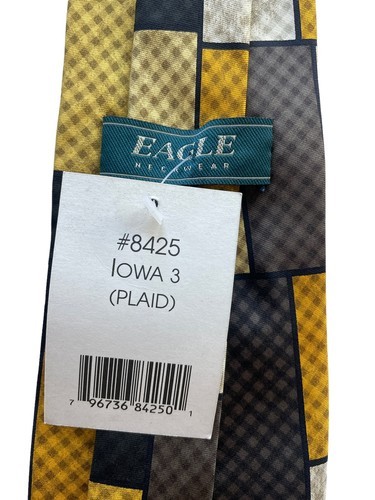 EAGLE
NECKWEAR
#8425
IOWA 3
(PLAID)
7 96736 84250 1